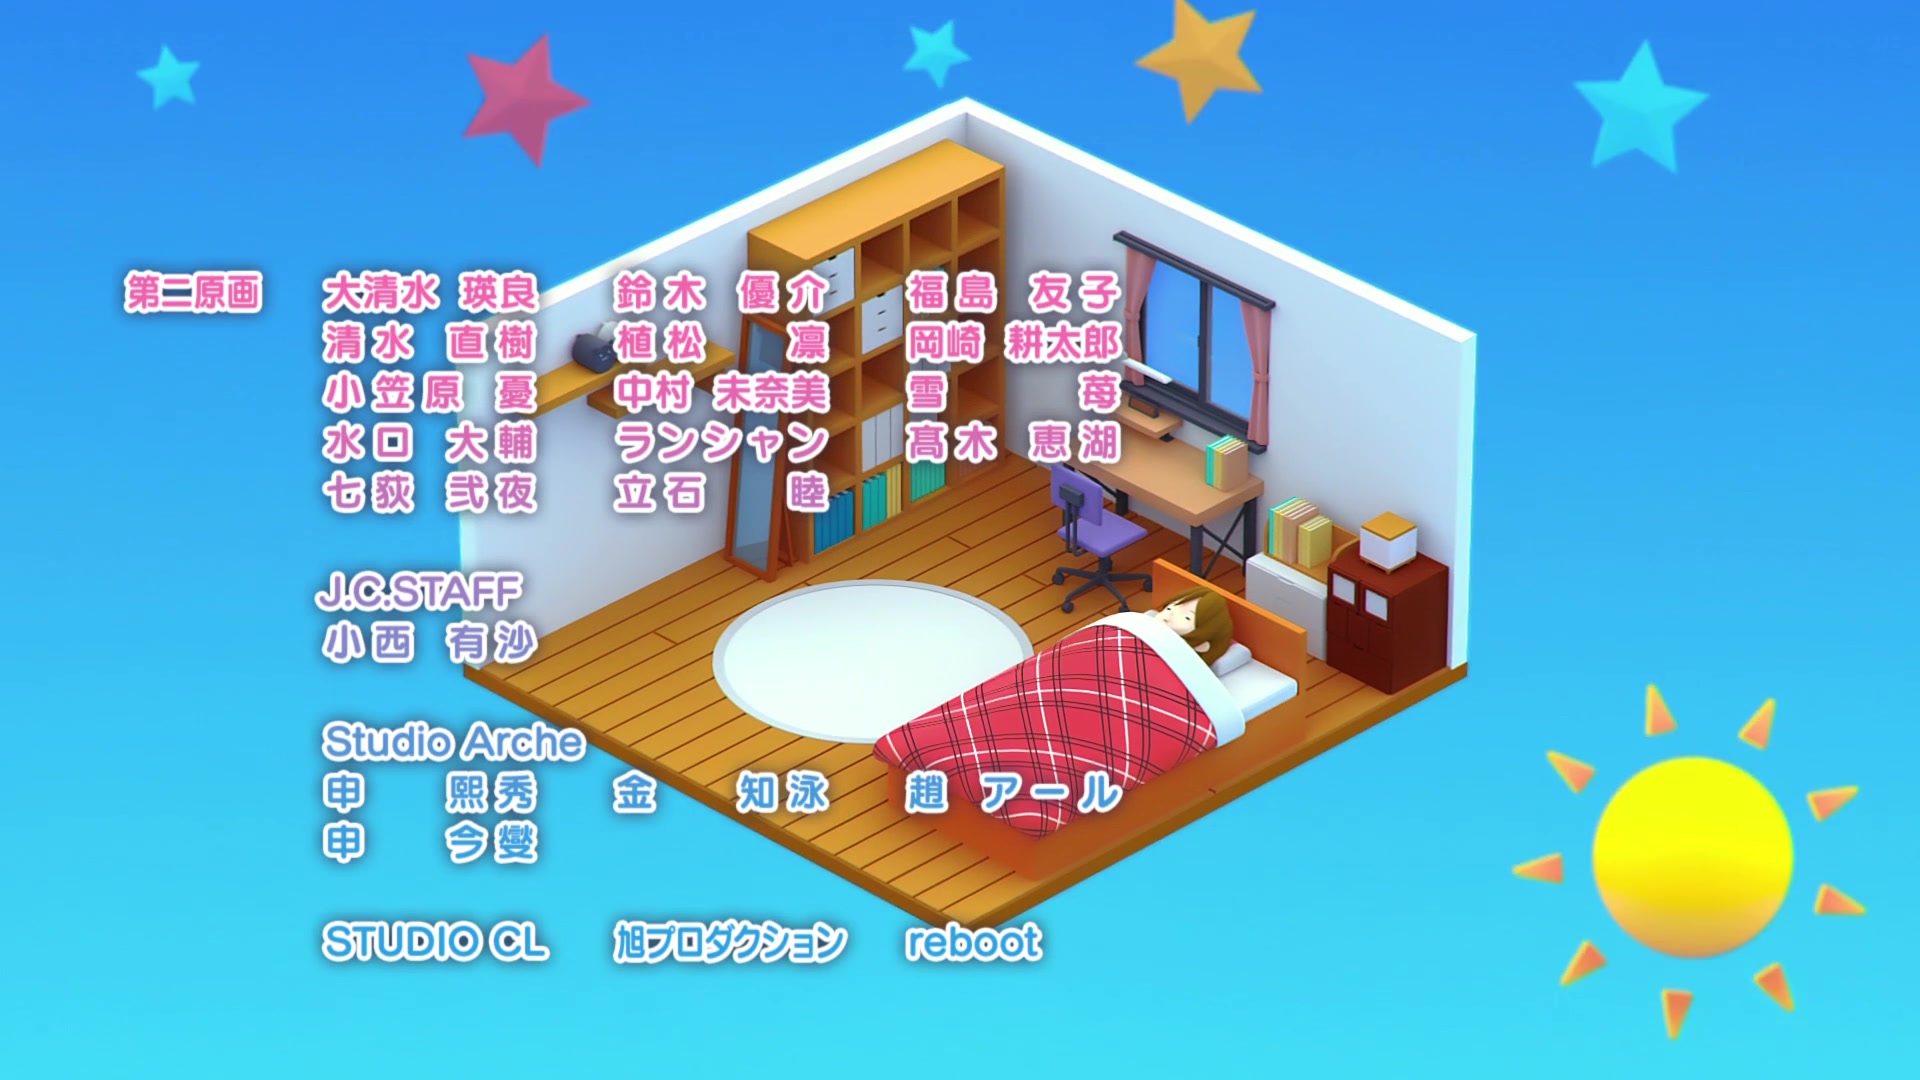 第二原画 大清水 瑛良 鈴木 優介 福島 友子
清水 直樹 植松 凛 岡崎 耕太郎
小笠原 憂 中村 未奈美 雪 苺
水口 大輔 ランシャン 髙木 恵湖
七荻 弐夜 立石 睦
J.C.STAFF
小西 有沙
Studio Arche
申 熙秀 金 知泳 趙 アール
申 今燮
STUDIO CL 旭プロダクション reboot